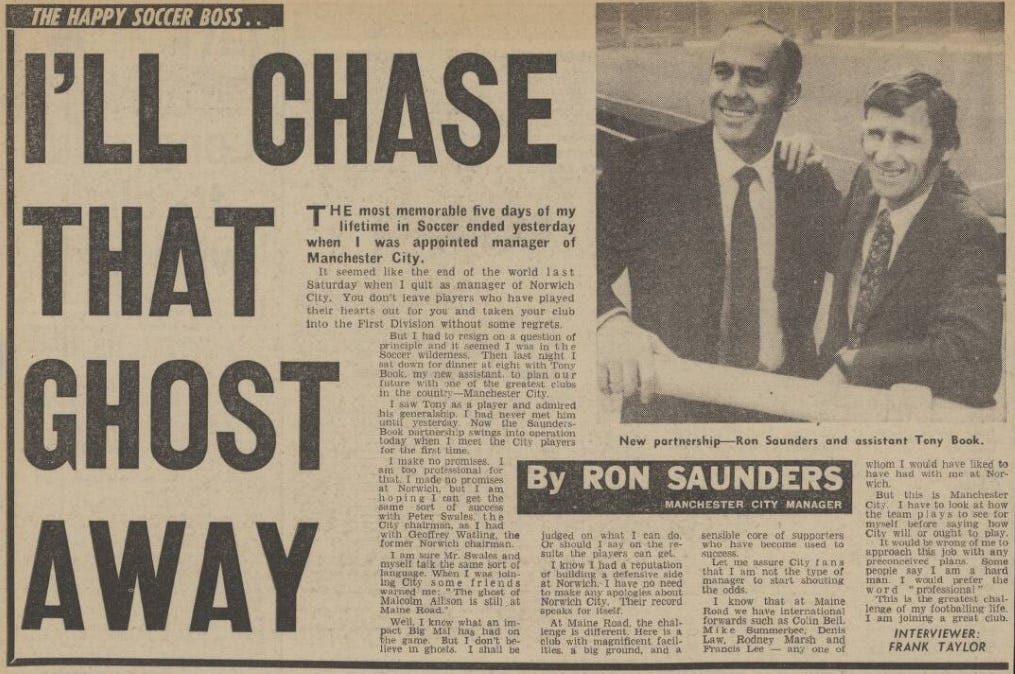 THE HAPPY SOCCER BOSS..
I'LL CHASE
THAT
GHOST
AWAY
THE most memorable five days of my
lifetime in Soccer ended yesterday
when I was appointed manager of
Manchester City.
It seemed like the end of the world last
Saturday when I quit as manager of Norwich
City. You don't leave players who have played
their hearts out for you and taken your club
into the First Division without some regrets.
But I had to resign on a question of
principle and it seemed I was in the
Soccer wilderness. Then last night I
sat down for dinner at eight with Tony
Book, my new assistant, to plan our
future with one of the greatest clubs
in the country—Manchester City.
I saw Tony as a player and admired
his generalship. I had never met him
until yesterday. Now the Saunders-
Book partnership swings into operation
today when I meet the City players
for the first time.
I make no promises. I
am too professional for
that. I made no promises
at Norwich, but I am
hoping I can get the
same sort of success
with Peter Swales, the
City chairman, as I had
with Geoffrey Watling, the
former Norwich chairman.
I am sure Mr. Swales and
myself talk the same sort of
language. When I was join-
ing City some friends
warned me: "The ghost of
Malcolm Allison is still at
Maine Road."
Well, I know what an im-
pact Big Mal has had on
the game. But I don't be-
lieve in ghosts. I shall be
New partnership—Ron Saunders and assistant Tony Book.
By RON SAUNDERS
MANCHESTER CITY MANAGER
judged on what I can do.
Or should I say on the re-
sults the players can get.
I know I had a reputation
of building a defensive side
at Norwich. I have no need
to make any apologies about
Norwich City. Their record
speaks for itself.
At Maine Road, the chal-
lenge is different. Here is a
club with magnificent facil-
ities, a big ground, and a
sensible core of supporters
who have become used to
success.
Let me assure City fans
that I am not the type of
manager to start shouting
the odds.
I know that at Maine
Road we have international
forwards such as Colin Bell,
Mike Summerbee, Denis
Law, Rodney Marsh and
Francis Lee — any one of
whom I would have liked to
have had with me at Nor-
wich.
But this is Manchester
City. I have to look at how
the team plays to see for
myself before saying how
City will or ought to play.
It would be wrong of me to
approach this job with any
preconceived plans. Some
people say I am a hard
man. I would prefer the
word "professional"
This is the greatest chal-
lenge of my footballing life.
I am joining a great club.
INTERVIEWER:
FRANK TAYLOR